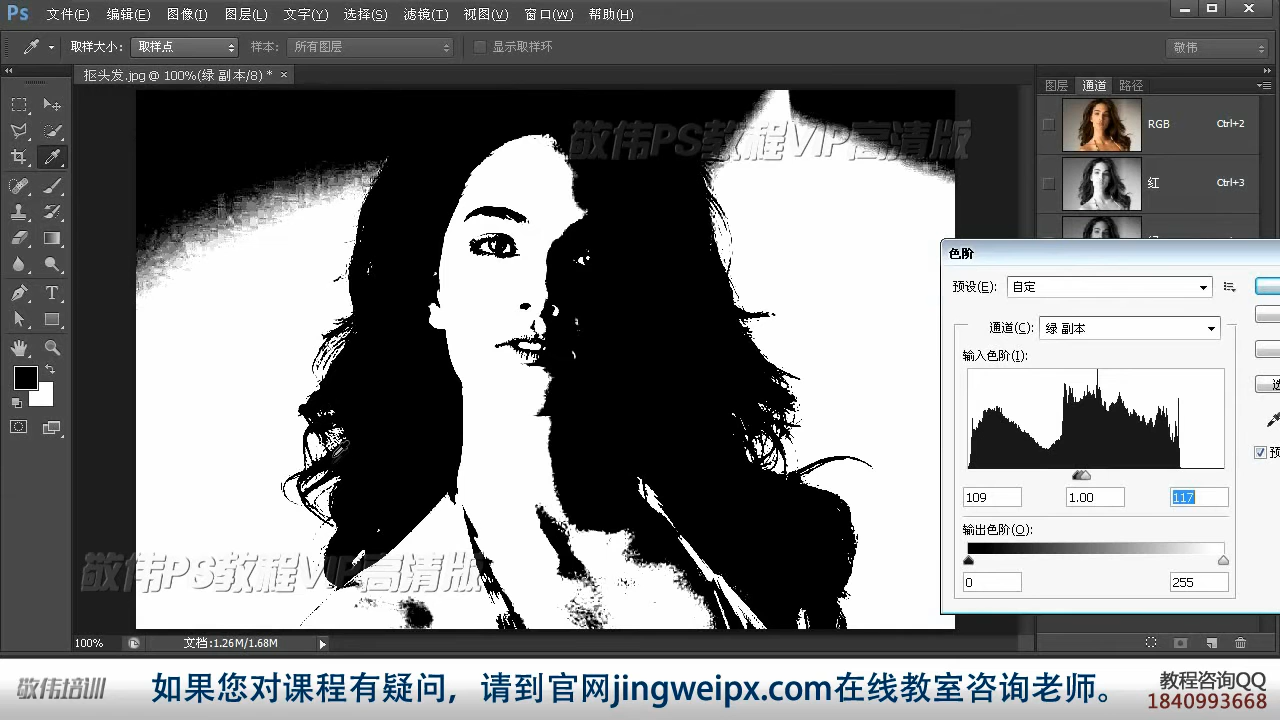 Ps 文件(F) 编辑(E) 图像(I) 图层(L) 文字(Y) 选择(S) 滤镜(T) 视图(V) 窗口(W) 帮助(H)
取样大小: 取样点 样本: 所有图层 显示取样环 敬伟
抠头发.jpg @ 100%(绿 副本/8) * ×
图层 通道 路径
RGB Ctrl+2
敬伟PS教程VIP高清版
红 Ctrl+3
色阶
预设(E): 自定
通道(C): 绿 副本
输入色阶(I):
109 1.00 117
输出色阶(O):
0 255
敬伟PS教程VIP高清版
100% 文档:1.26M/1.68M
敬伟培训 如果您对课程有疑问，请到官网jingweipx.com在线教室咨询老师。 教程咨询QQ
1840993668